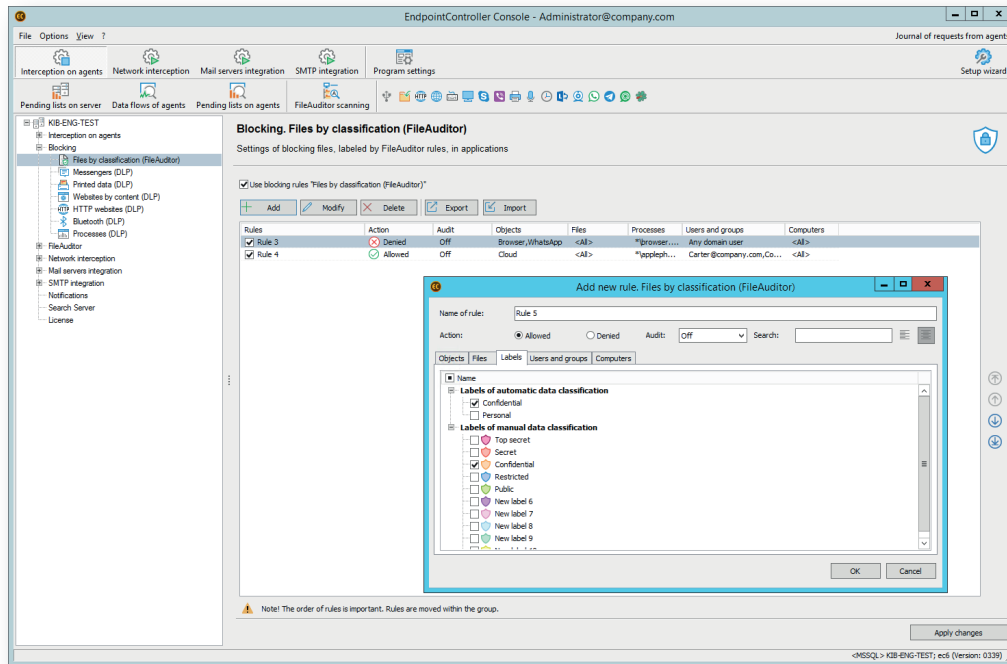 EndpointController Console - Administrator@company.com
File Options View ?
Journal of requests from agent
Interception on agents Network interception Mail servers integration SMTP integration Program settings
Setup wizard
Pending lists on server Data flows of agents Pending lists on agents FileAuditor scanning
KIB-ENG-TEST
Interception on agents
Blocking
Files by classification (FileAuditor)
Messengers (DLP)
Printed data (DLP)
Websites by content (DLP)
HTTP websites (DLP)
Bluetooth (DLP)
Processes (DLP)
FileAuditor
Network interception
Mail servers integration
SMTP integration
Notifications
Search Server
License
Blocking. Files by classification (FileAuditor)
Settings of blocking files, labeled by FileAuditor rules, in applications
Use blocking rules "Files by classification (FileAuditor)"
Add Modify Delete Export Import
Rules Action Audit Objects Files Processes Users and groups Computers
Rule 3 Denied Off Browser,WhatsApp <All> "*\browser.... Any domain user <All>
Rule 4 Allowed Off Cloud <All> *\appleph... Carter@company.com,Co... <All>
Add new rule. Files by classification (FileAuditor)
Name of rule: Rule 5
Action: Allowed Denied Audit: Off Search:
Objects Files Labels Users and groups Computers
Name
Labels of automatic data classification
Confidential
Personal
Labels of manual data classification
Top secret
Secret
Confidential
Restricted
Public
New label 6
New label 7
New label 8
New label 9
OK Cancel
Note! The order of rules is important. Rules are moved within the group.
Apply changes
<MSSQL> KIB-ENG-TEST; ec6 (Version: 0339)